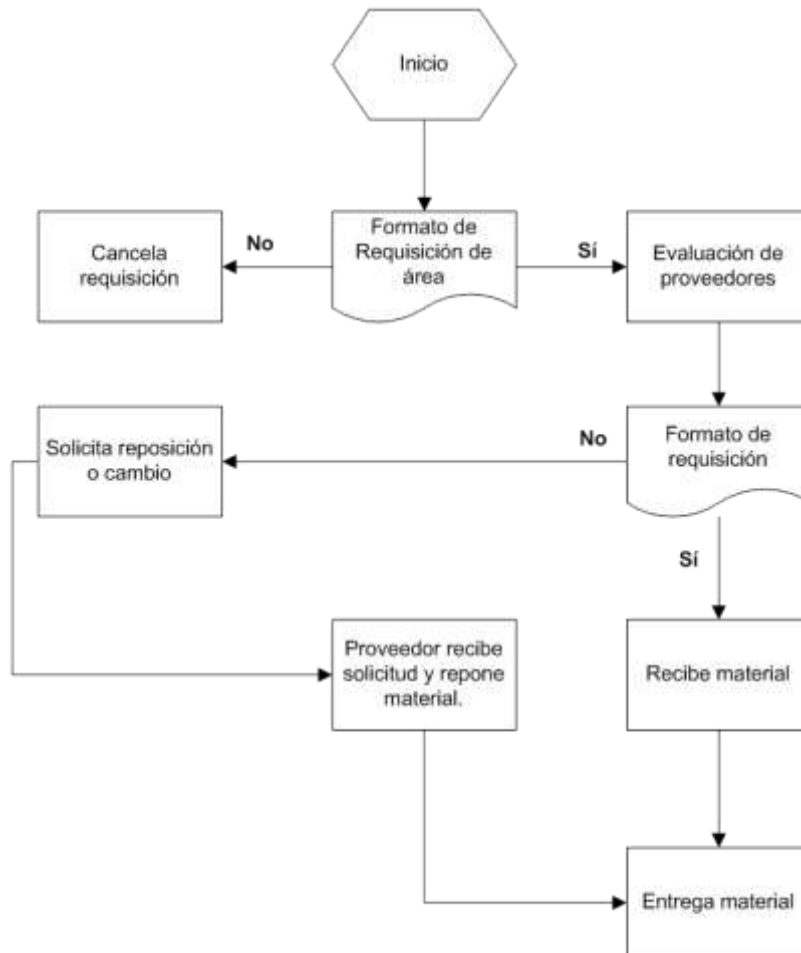 Inicio
Cancela
requisición
No
Formato de
Requisición de
área
Sí
Evaluación de
proveedores
Solicita reposición
o cambio
No
Formato de
requisición
Sí
Proveedor recibe
solicitud y repone
material.
Recibe material
Entrega material